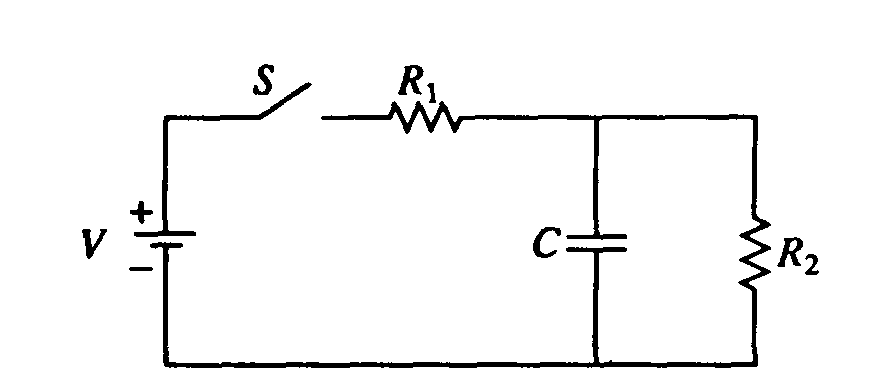 S
R₁
+
V
−
C
R₂